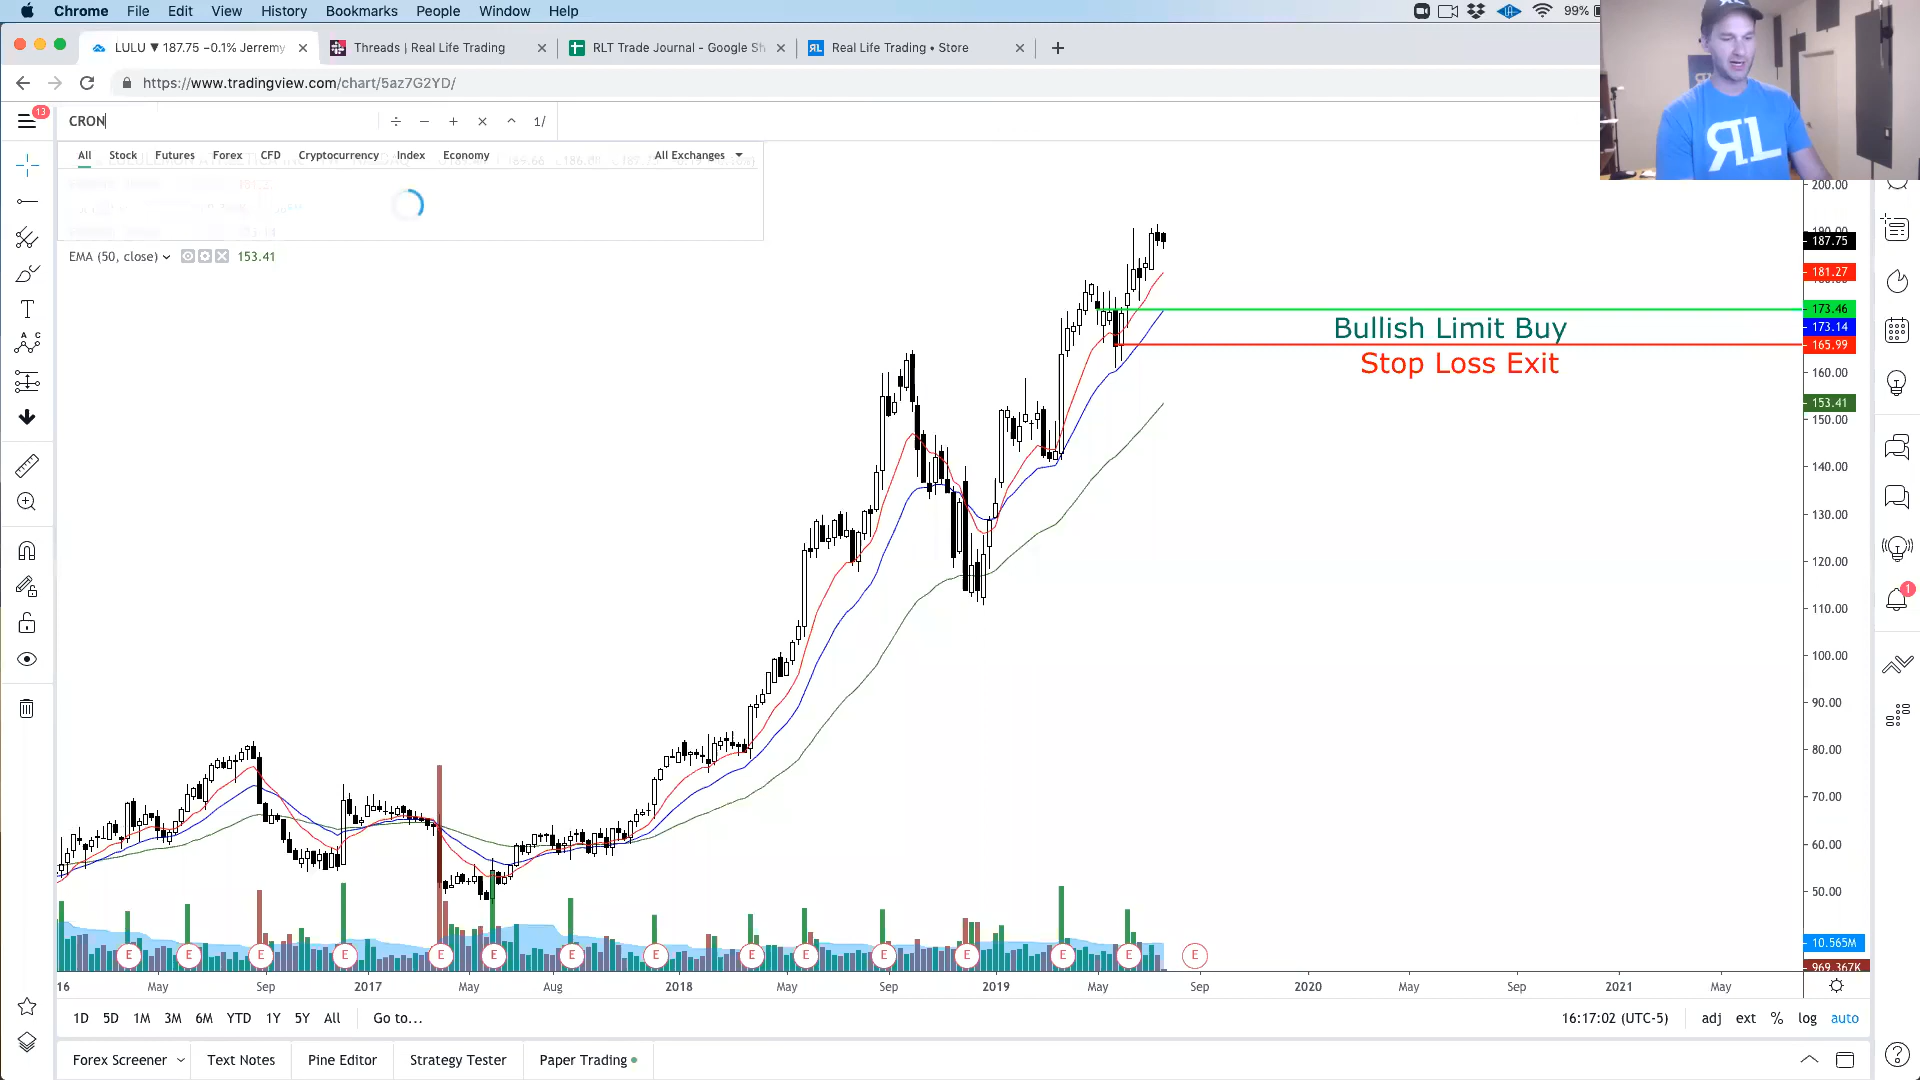 Chrome File Edit View History Bookmarks People Window Help 99%
LULU ▼ 187.75 −0.1% Jerremy
Threads | Real Life Trading
RLT Trade Journal - Google Sh
Real Life Trading • Store
https://www.tradingview.com/chart/5az7G2YD/
13
CRON
1/
All Stock Futures Forex CFD Cryptocurrency Index Economy All Exchanges
EMA (50, close) 153.41
RL
200.00
190.00
187.75
181.27
173.46
173.14
165.99
160.00
153.41
150.00
140.00
130.00
120.00
110.00
100.00
90.00
80.00
70.00
60.00
50.00
10.565M
969.367K
Bullish Limit Buy
Stop Loss Exit
1
E E E E E E E E E E E E E E E
16 May Sep 2017 May Aug 2018 May Sep 2019 May Sep 2020 May Sep 2021 May
1D 5D 1M 3M 6M YTD 1Y 5Y All Go to...
16:17:02 (UTC-5) adj ext % log auto
Forex Screener Text Notes Pine Editor Strategy Tester Paper Trading